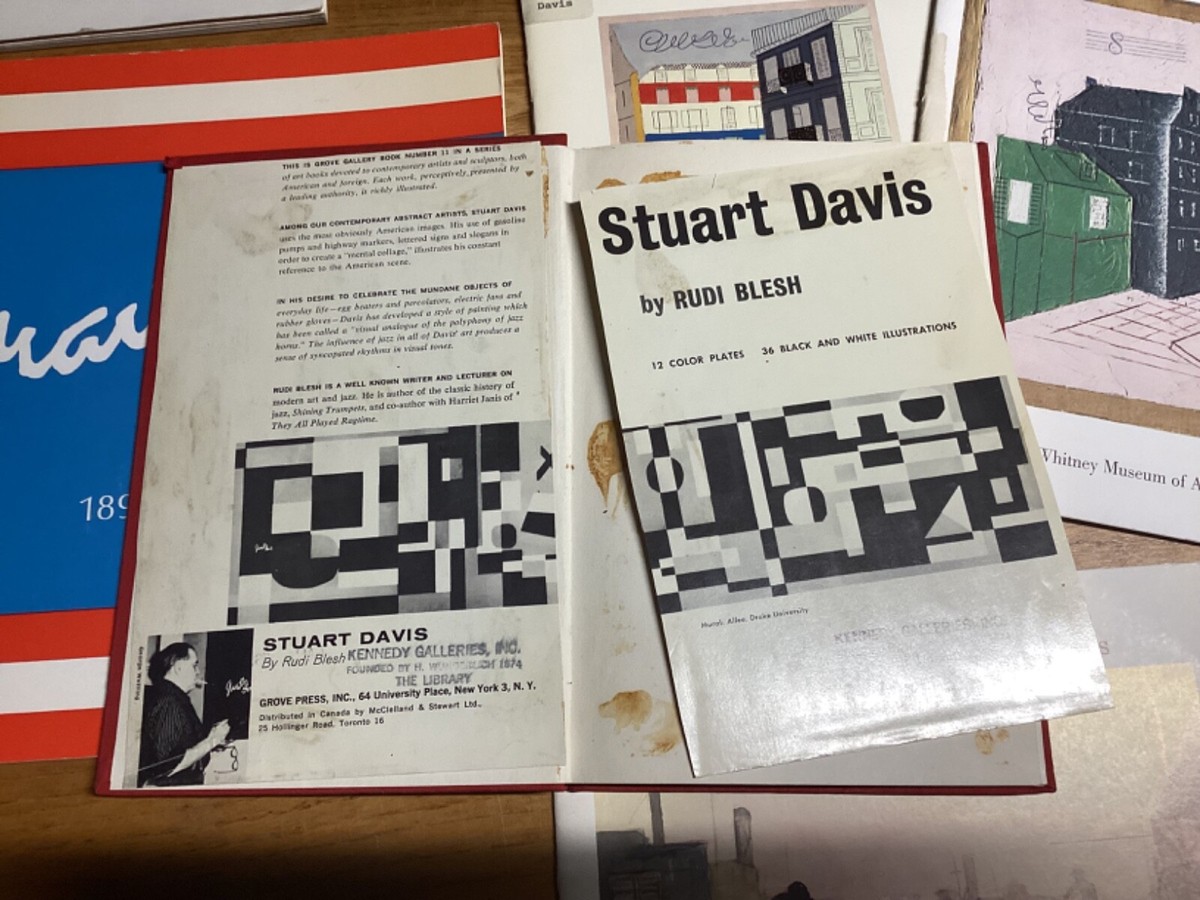 Davis
THIS IS GROVE GALLERY BOOK NUMBER 11 IN A SERIES
of art books devoted to contemporary artists and sculptors, both
American and foreign. Each work, perceptively presented by
a leading authority, is richly illustrated.
AMONG OUR CONTEMPORARY ABSTRACT ARTISTS, STUART DAVIS
uses the most obviously American images. His use of gasoline
pumps and highway markers, lettered signs and slogans in
order to create a "mental collage," illustrates his constant
reference to the American scene.
IN HIS DESIRE TO CELEBRATE THE MUNDANE OBJECTS OF
everyday life—egg beaters and percolators, electric fans and
rubber gloves—Davis has developed a style of painting which
has been called a "visual analogue of the polyphony of jazz
horns." The influence of jazz in all of Davis' art produces a
sense of syncopated rhythms in visual tones.
RUDI BLESH IS A WELL KNOWN WRITER AND LECTURER ON
modern art and jazz. He is author of the classic history of
jazz, Shining Trumpets, and co-author with Harriet Janis of
They All Played Ragtime.
STUART DAVIS
By Rudi Blesh
KENNEDY GALLERIES, INC.
FOUNDED BY H. WUNDERLICH 1874
THE LIBRARY
GROVE PRESS, INC., 64 University Place, New York 3, N. Y.
Distributed in Canada by McClelland & Stewart Ltd.,
25 Hollinger Road, Toronto 16
Stuart Davis
by RUDI BLESH
12 COLOR PLATES 36 BLACK AND WHITE ILLUSTRATIONS
Mural: Allee, Drake University
KENNEDY GALLERIES, INC.
189
Whitney Museum of A